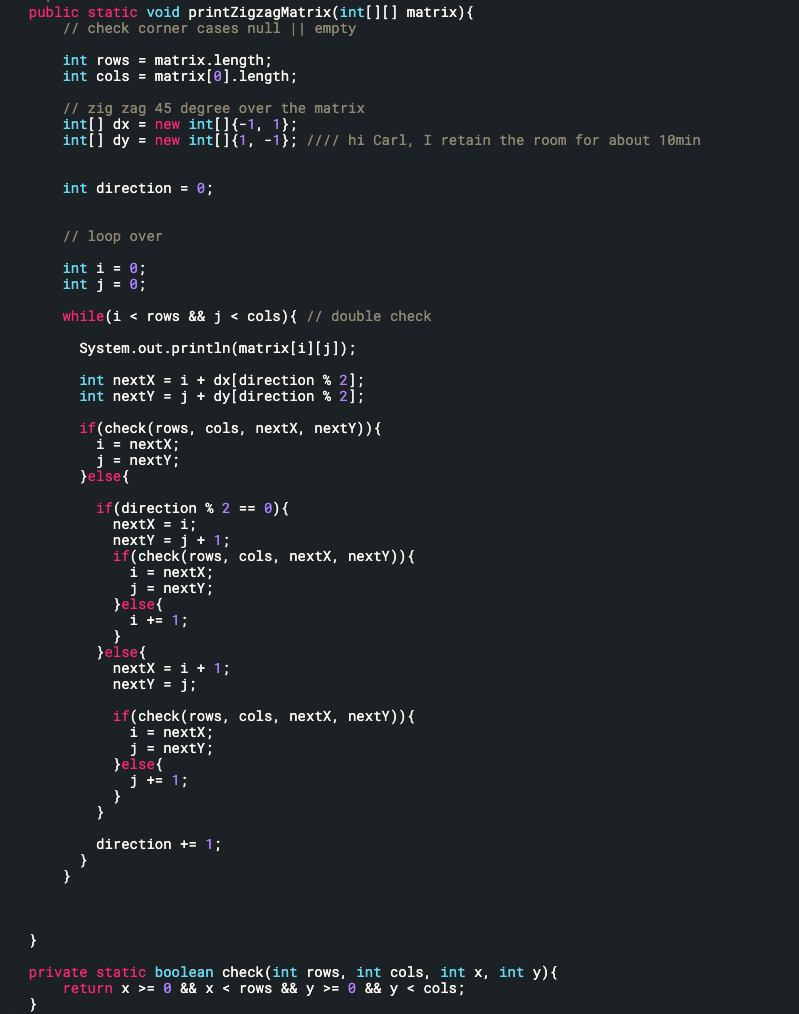 public static void printZigzagMatrix(int[][] matrix){
// check corner cases null || empty
int rows = matrix.length;
int cols = matrix[0].length;
// zig zag 45 degree over the matrix
int[] dx = new int[]{-1, 1};
int[] dy = new int[]{1, -1}; //// hi Carl, I retain the room for about 10min
int direction = 0;
// loop over
int i = 0;
int j = 0;
while(i < rows && j < cols){ // double check
System.out.println(matrix[i][j]);
int nextX = i + dx[direction % 2];
int nextY = j + dy[direction % 2];
if(check(rows, cols, nextX, nextY)){
i = nextX;
j = nextY;
}else{
if(direction % 2 == 0){
nextX = i;
nextY = j + 1;
if(check(rows, cols, nextX, nextY)){
i = nextX;
j = nextY;
}else{
i += 1;
}
}else{
nextX = i + 1;
nextY = j;
if(check(rows, cols, nextX, nextY)){
i = nextX;
j = nextY;
}else{
j += 1;
}
}
direction += 1;
}
}
}
private static boolean check(int rows, int cols, int x, int y){
return x >= 0 && x < rows && y >= 0 && y < cols;
}